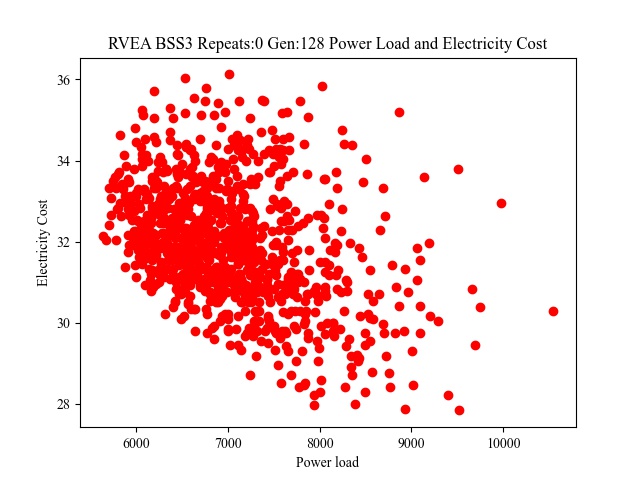 RVEA BSS3 Repeats:0 Gen:128 Power Load and Electricity Cost
36
34
32
30
28
Electricity Cost
6000 7000 8000 9000 10000
Power load